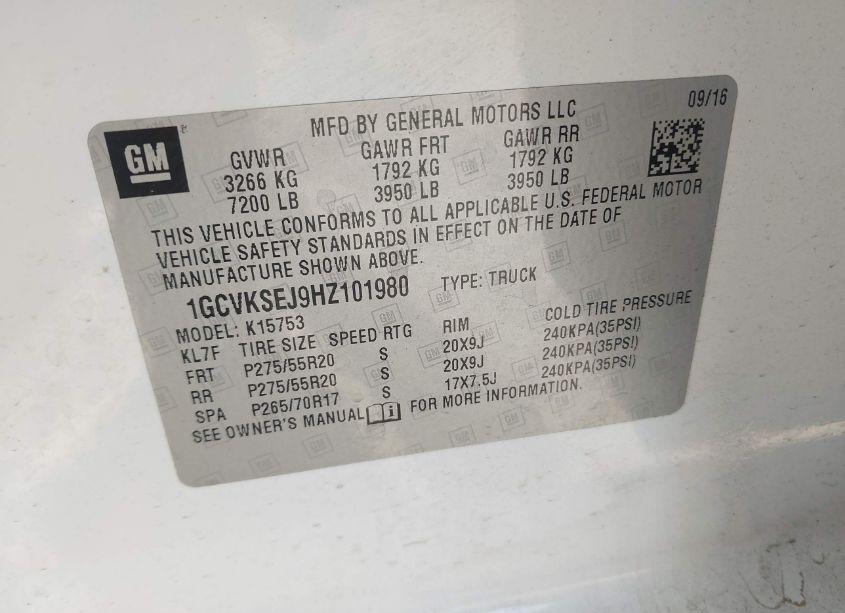 GM
MFD BY GENERAL MOTORS LLC 09/16
GVWR GAWR FRT GAWR RR
3266 KG 1792 KG 1792 KG
7200 LB 3950 LB 3950 LB
THIS VEHICLE CONFORMS TO ALL APPLICABLE U.S. FEDERAL MOTOR
VEHICLE SAFETY STANDARDS IN EFFECT ON THE DATE OF
MANUFACTURE SHOWN ABOVE.
1GCVKSEJ9HZ101980 TYPE: TRUCK
MODEL: K15753
KL7F TIRE SIZE SPEED RTG RIM COLD TIRE PRESSURE
FRT P275/55R20 S 20X9J 240KPA(35PSI)
RR P275/55R20 S 20X9J 240KPA(35PSI)
SPA P265/70R17 S 17X7.5J 240KPA(35PSI)
SEE OWNER'S MANUAL FOR MORE INFORMATION.